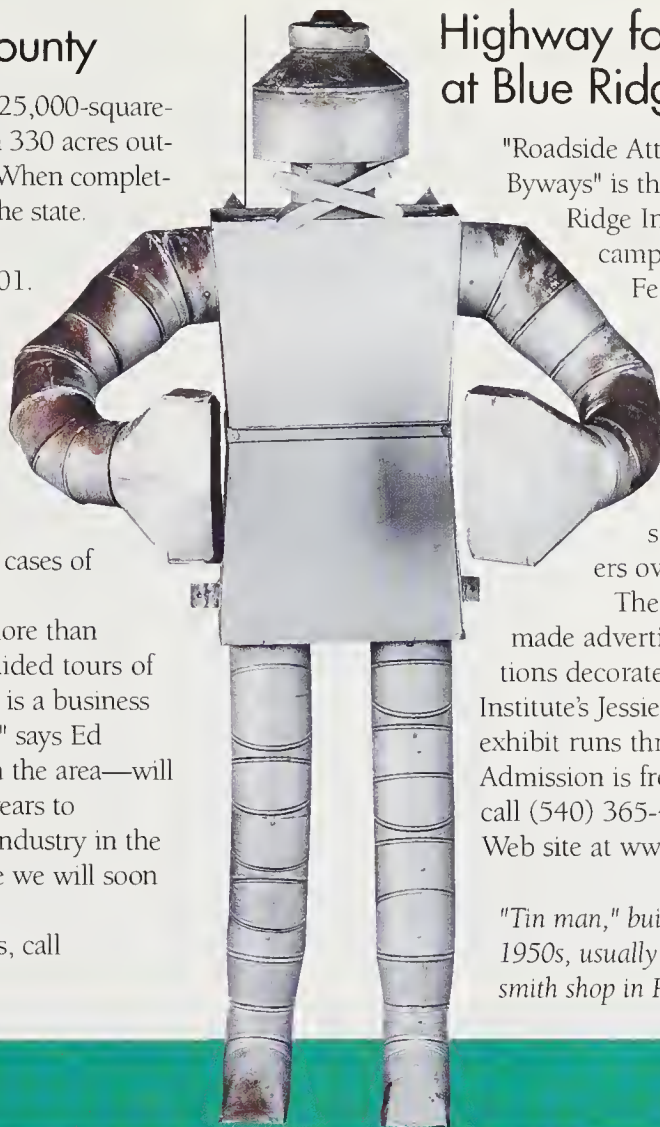 ounty
25,000-square-
330 acres out-
When complet-
he state.
01.
cases of
ore than
ided tours of
is a business
" says Ed
n the area—will
ears to
ndustry in the
e we will soon
s, call
Highway fo
at Blue Ridg
"Roadside Att
Byways" is th
Ridge In
camp
Fe
s
ers ov
The
made adverti
tions decorate
Institute's Jessie
exhibit runs thr
Admission is fre
call (540) 365-
Web site at ww
"Tin man," bui
1950s, usually
smith shop in